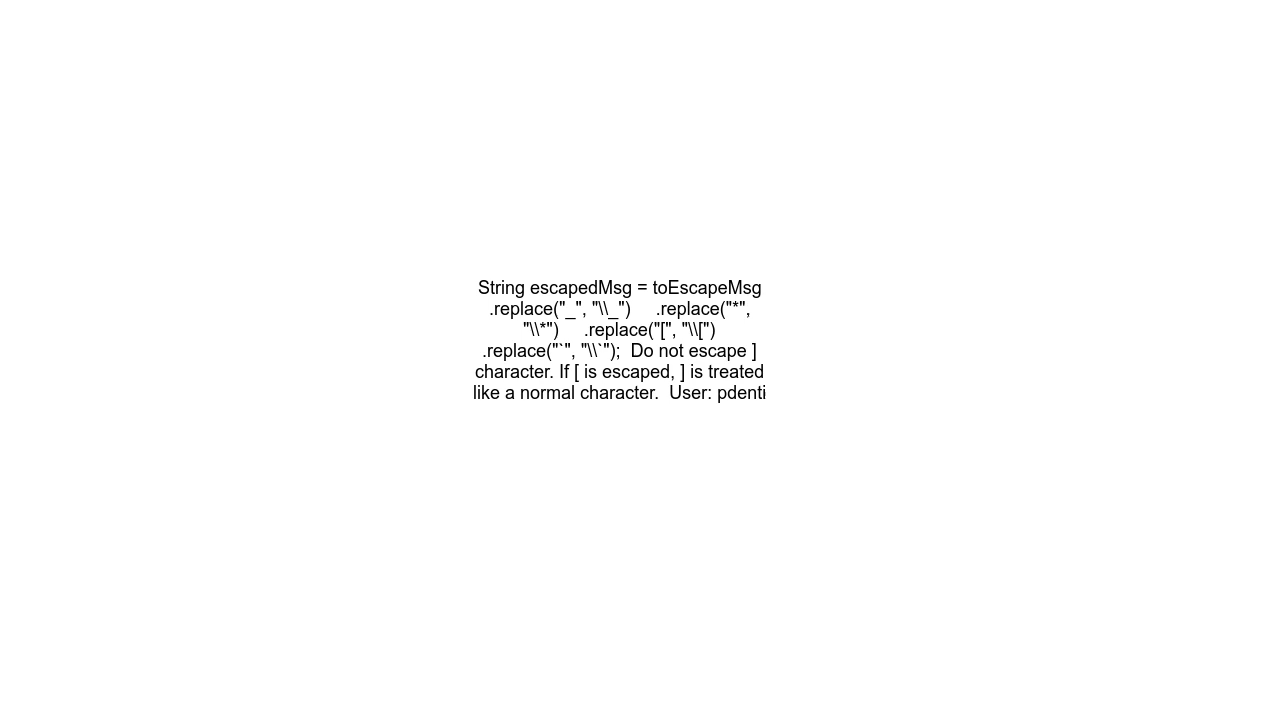 String escapedMsg = toEscapeMsg
.replace("_", "\\_")     .replace("*",
"\\*")     .replace("[", "\\[")
.replace("`", "\\`");  Do not escape ]
character. If [ is escaped, ] is treated
like a normal character.  User: pdenti